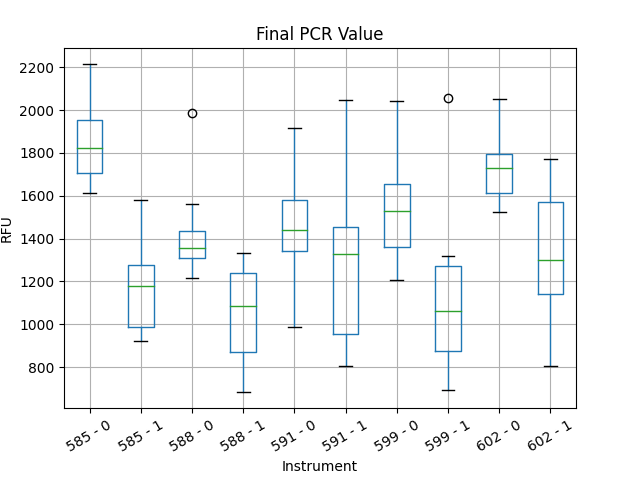 Final PCR Value
RFU
2200
2000
1800
1600
1400
1200
1000
800
585 - 0
585 - 1
588 - 0
588 - 1
591 - 0
591 - 1
599 - 0
599 - 1
602 - 0
602 - 1
Instrument